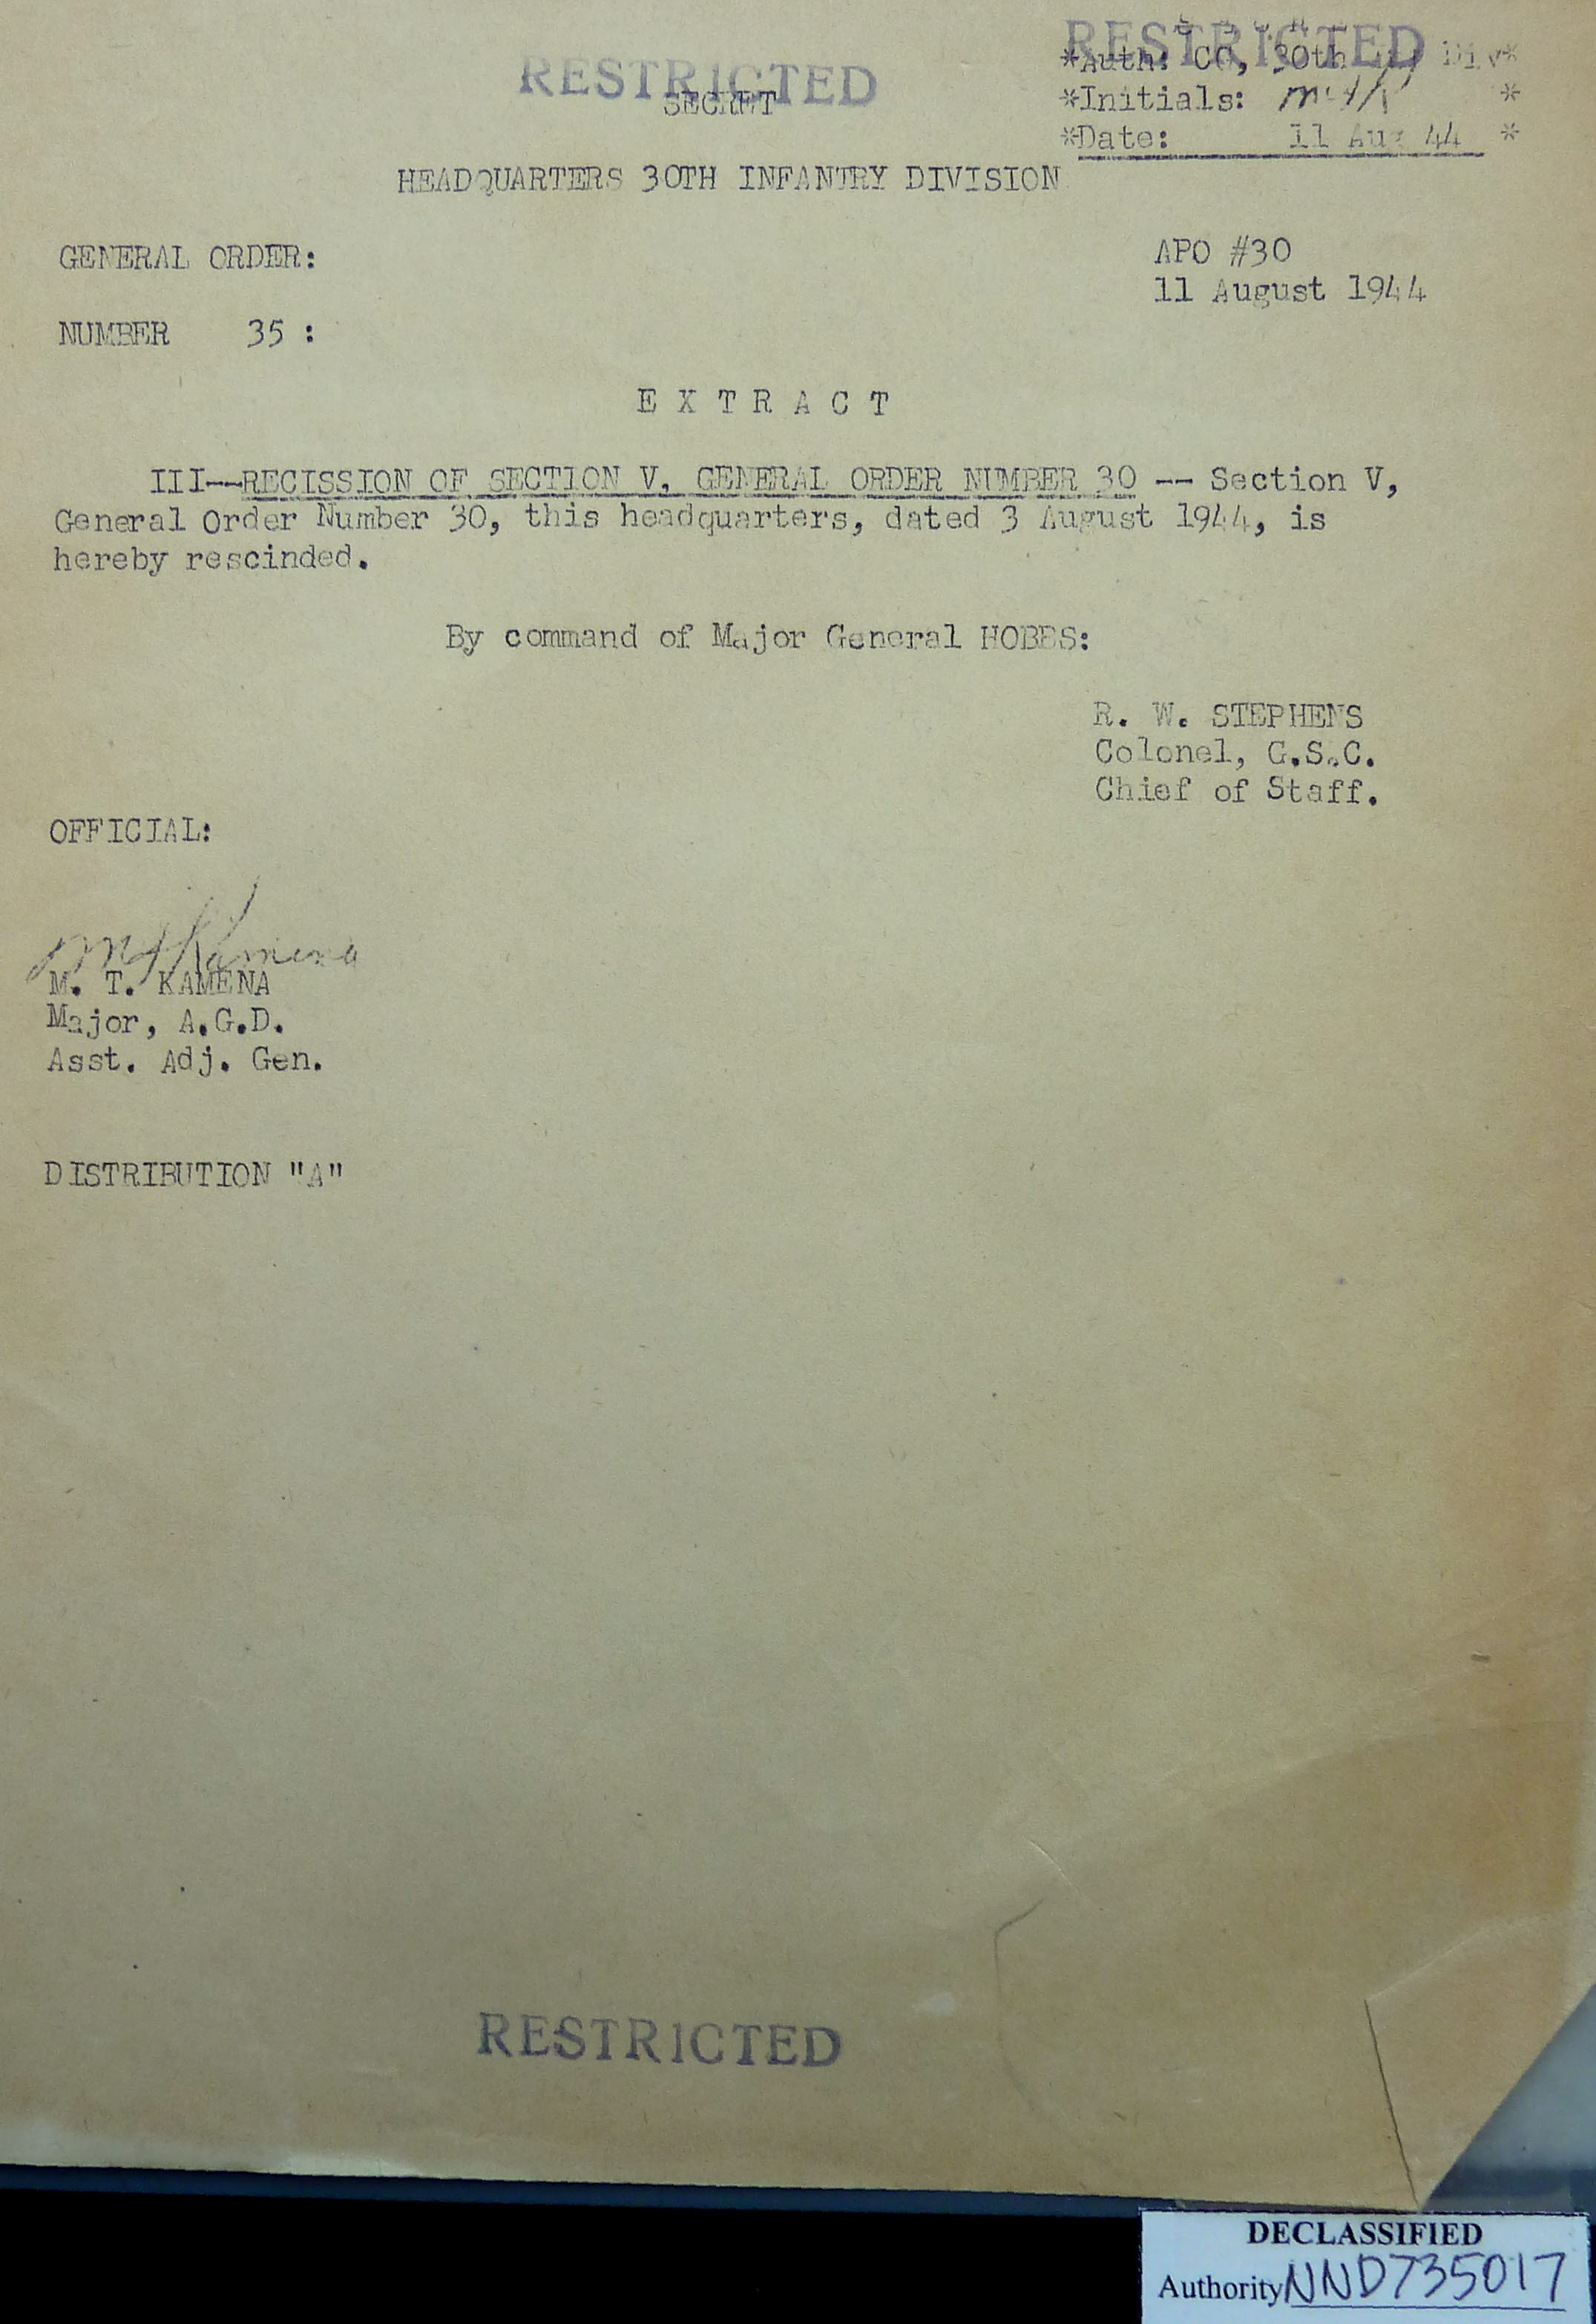 RESTRICTED
RESTRICTED
SECRET
*Auth: CG, 30th Div*
*Initials: *
*Date: 11 Aug 44 *
HEADQUARTERS 30TH INFANTRY DIVISION
GENERAL ORDER:
APO #30
11 August 1944
NUMBER 35 :
E X T R A C T
III--RECISSION OF SECTION V, GENERAL ORDER NUMBER 30 -- Section V,
General Order Number 30, this headquarters, dated 3 August 1944, is
hereby rescinded.
By command of Major General HOBBS:
R. W. STEPHENS
Colonel, G.S.C.
Chief of Staff.
OFFICIAL:
M T Kamena
M. T. KAMENA
Major, A.G.D.
Asst. Adj. Gen.
DISTRIBUTION "A"
RESTRICTED
DECLASSIFIED
Authority NND735017